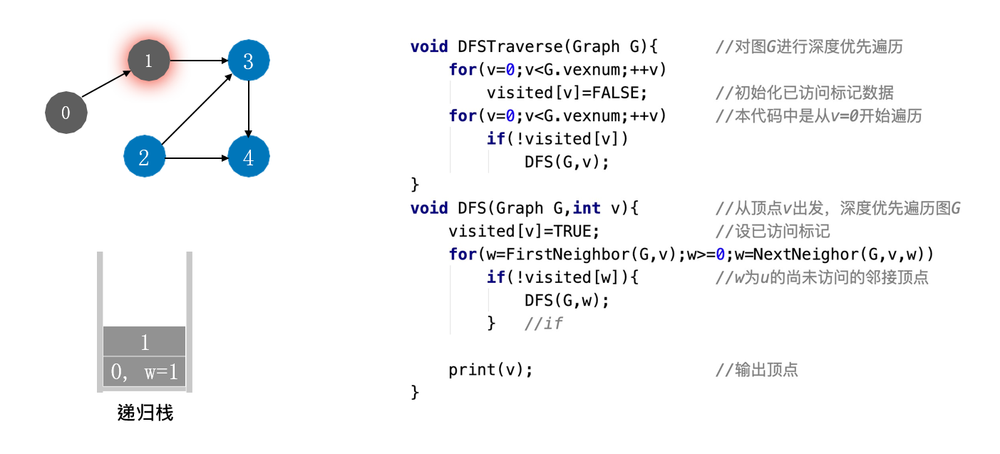 1
3
0
2
4
1
0, w=1
递归栈
void DFSTraverse(Graph G){ //对图G进行深度优先遍历
for(v=0;v<G.vexnum;++v)
visited[v]=FALSE; //初始化已访问标记数据
for(v=0;v<G.vexnum;++v) //本代码中是从v=0开始遍历
if(!visited[v])
DFS(G,v);
}
void DFS(Graph G,int v){ //从顶点v出发，深度优先遍历图G
visited[v]=TRUE; //设已访问标记
for(w=FirstNeighbor(G,v);w>=0;w=NextNeighor(G,v,w))
if(!visited[w]){ //w为u的尚未访问的邻接顶点
DFS(G,w);
} //if
print(v); //输出顶点
}